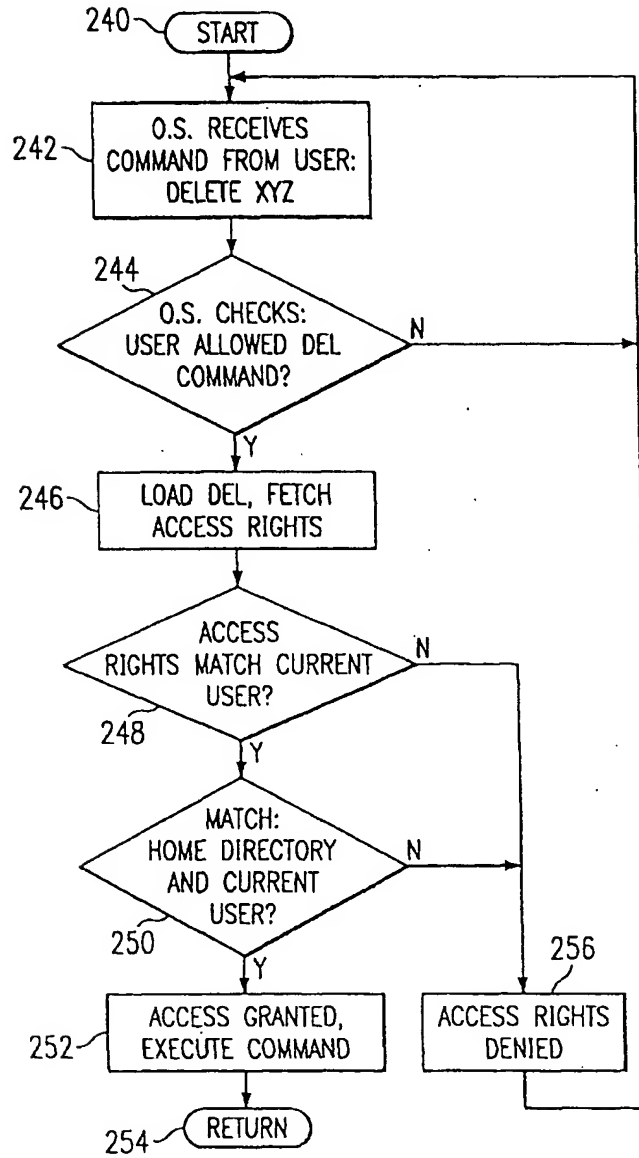 240
START
242
O.S. RECEIVES
COMMAND FROM USER:
DELETE XYZ
244
O.S. CHECKS:
USER ALLOWED DEL
COMMAND?
N
Y
246
LOAD DEL, FETCH
ACCESS RIGHTS
ACCESS
RIGHTS MATCH CURRENT
USER?
N
248
Y
MATCH:
HOME DIRECTORY
AND CURRENT
USER?
N
250
Y
256
252
ACCESS GRANTED,
EXECUTE COMMAND
ACCESS RIGHTS
DENIED
254
RETURN